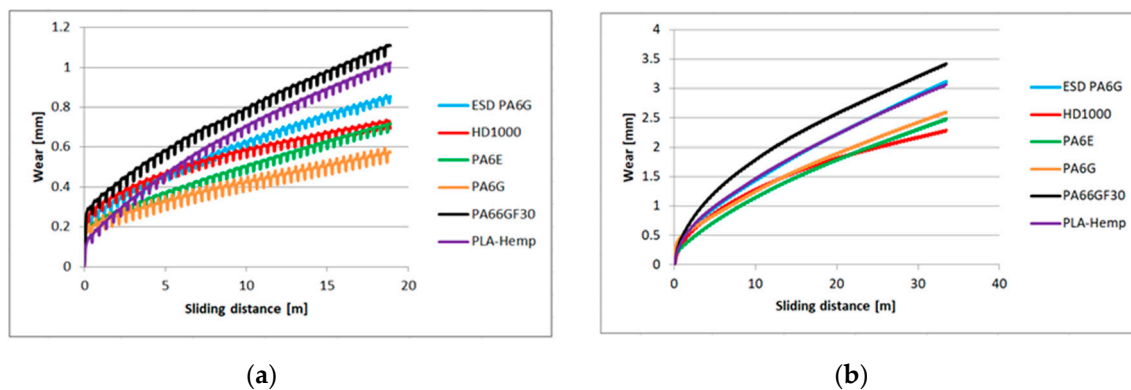 1.2
1
0.8
0.6
0.4
0.2
0
Wear [mm]
0 5 10 15 20
Sliding distance [m]
ESD PA6G
HD1000
PA6E
PA6G
PA66GF30
PLA-Hemp
(a)
4
3.5
3
2.5
2
1.5
1
0.5
0
Wear [mm]
0 10 20 30 40
Sliding distance [m]
ESD PA6G
HD1000
PA6E
PA6G
PA66GF30
PLA-Hemp
(b)